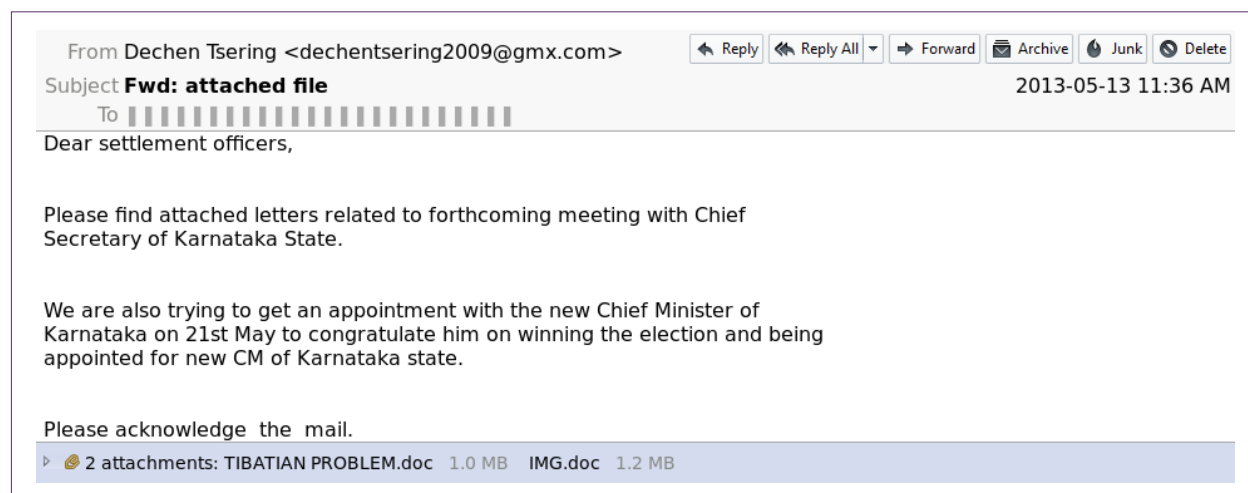 From Dechen Tsering <dechentsering2009@gmx.com> Reply Reply All Forward Archive Junk Delete
Subject Fwd: attached file 2013-05-13 11:36 AM
To
Dear settlement officers,
Please find attached letters related to forthcoming meeting with Chief
Secretary of Karnataka State.
We are also trying to get an appointment with the new Chief Minister of
Karnataka on 21st May to congratulate him on winning the election and being
appointed for new CM of Karnataka state.
Please acknowledge the mail.
2 attachments: TIBATIAN PROBLEM.doc 1.0 MB IMG.doc 1.2 MB